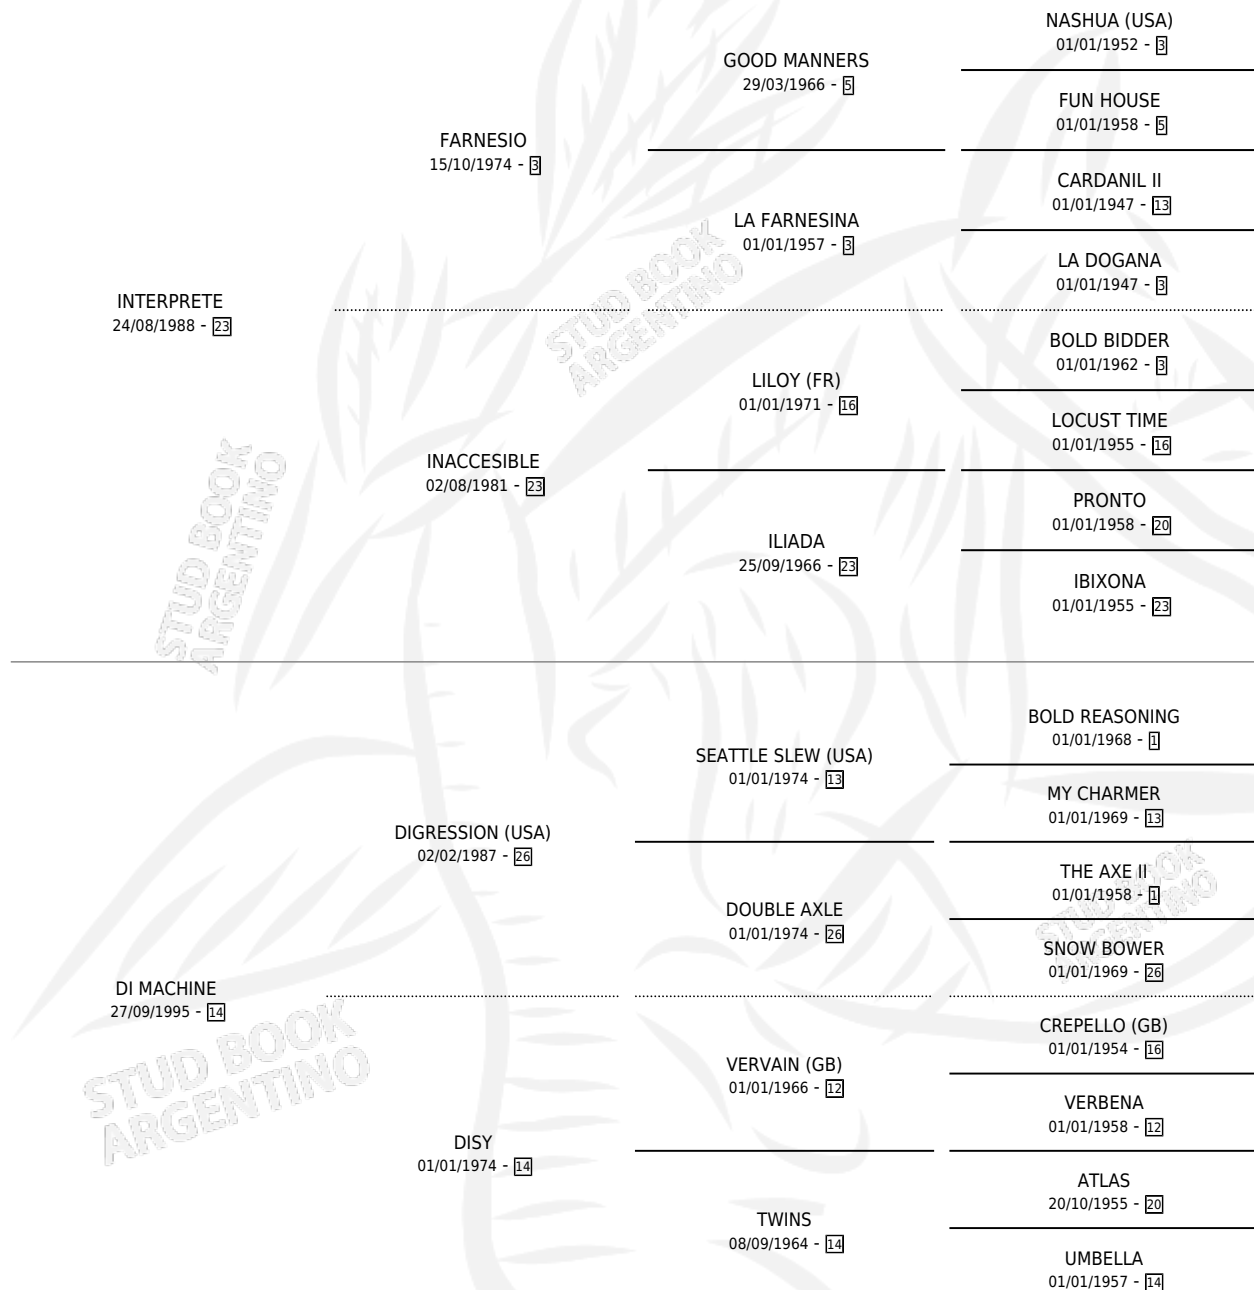 NASHUA (USA)
01/01/1952 - 3
GOOD MANNERS
29/03/1966 - 5
FUN HOUSE
01/01/1958 - 5
FARNESIO
15/10/1974 - 3
CARDANIL II
01/01/1947 - 13
LA FARNESINA
01/01/1957 - 3
LA DOGANA
01/01/1947 - 3
INTERPRETE
24/08/1988 - 23
BOLD BIDDER
01/01/1962 - 3
LILOY (FR)
01/01/1971 - 16
LOCUST TIME
01/01/1955 - 16
INACCESIBLE
02/08/1981 - 23
PRONTO
01/01/1958 - 20
ILIADA
25/09/1966 - 23
IBIXONA
01/01/1955 - 23
BOLD REASONING
01/01/1968 - 1
SEATTLE SLEW (USA)
01/01/1974 - 13
MY CHARMER
01/01/1969 - 13
DIGRESSION (USA)
02/02/1987 - 26
THE AXE II
01/01/1958 - 1
DOUBLE AXLE
01/01/1974 - 26
SNOW BOWER
01/01/1969 - 26
DI MACHINE
27/09/1995 - 14
CREPELLO (GB)
01/01/1954 - 16
VERVAIN (GB)
01/01/1966 - 12
VERBENA
01/01/1958 - 12
DISY
01/01/1974 - 14
ATLAS
20/10/1955 - 20
TWINS
08/09/1964 - 14
UMBELLA
01/01/1957 - 14
STUD BOOK
ARGENTINO
STUD BOOK
ARGENTINO
STUD BOOK
ARGENTINO
STUD BOOK
ARGENTINO